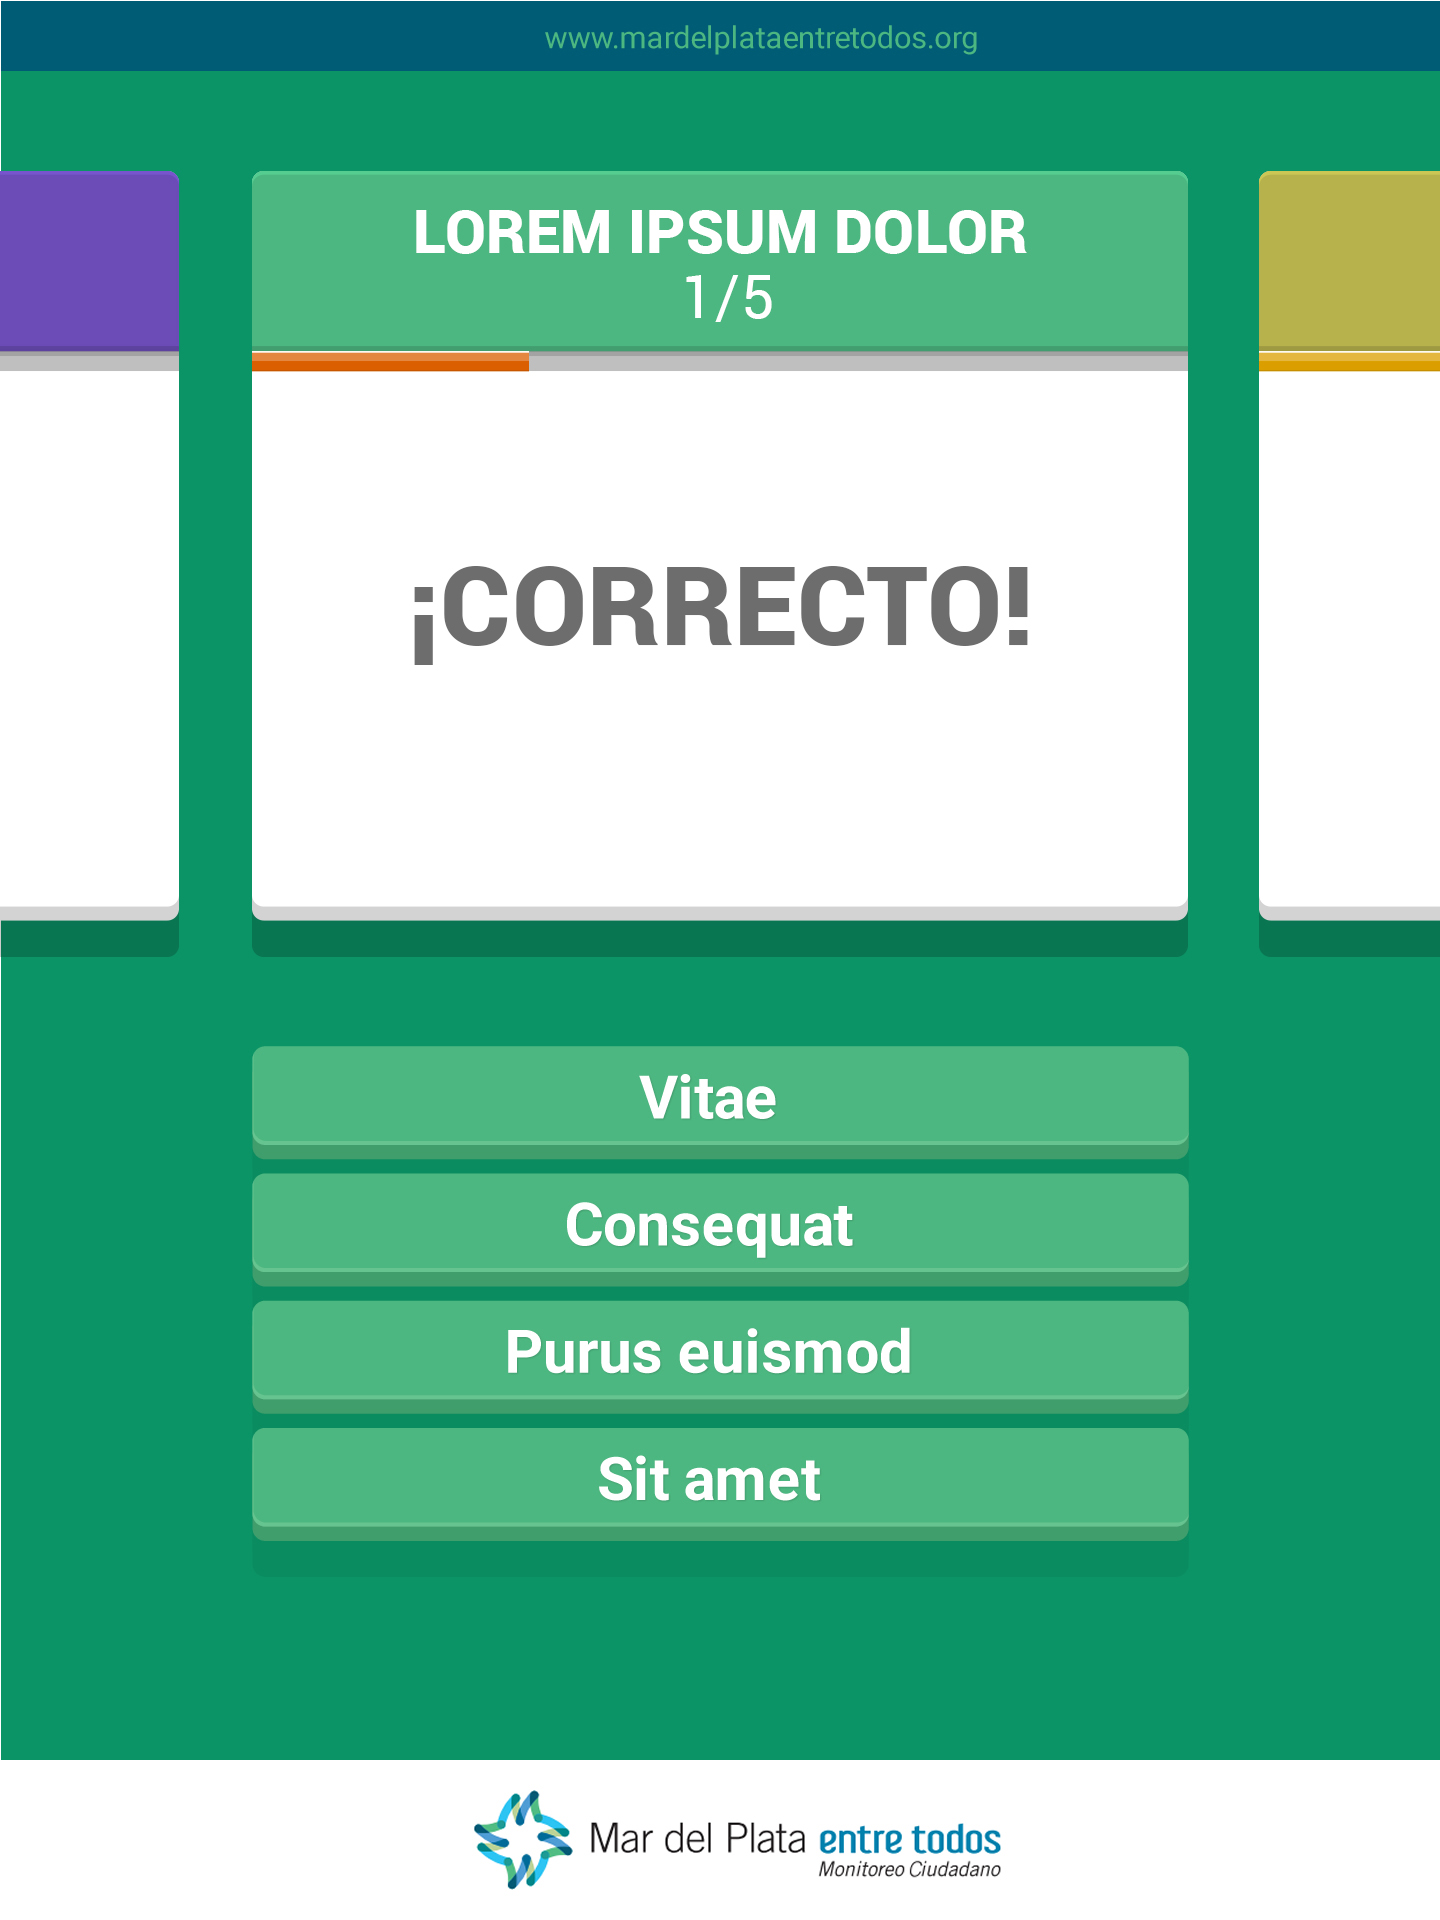 www.mardelplataentretodos.org
LOREM IPSUM DOLOR
1/5
¡CORRECTO!
Vitae
Consequat
Purus euismod
Sit amet
Mar del Plata entre todos
Monitoreo Ciudadano